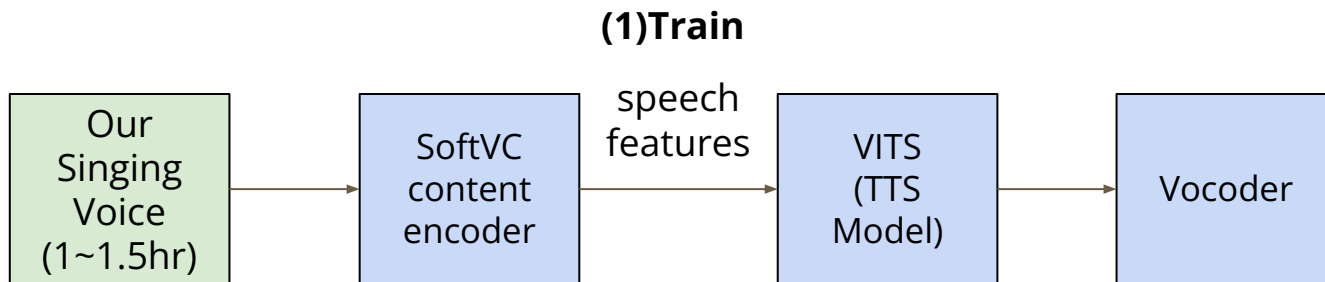 (1)Train
Our
Singing
Voice
(1~1.5hr)
SoftVC
content
encoder
speech
features
VITS
(TTS
Model)
Vocoder